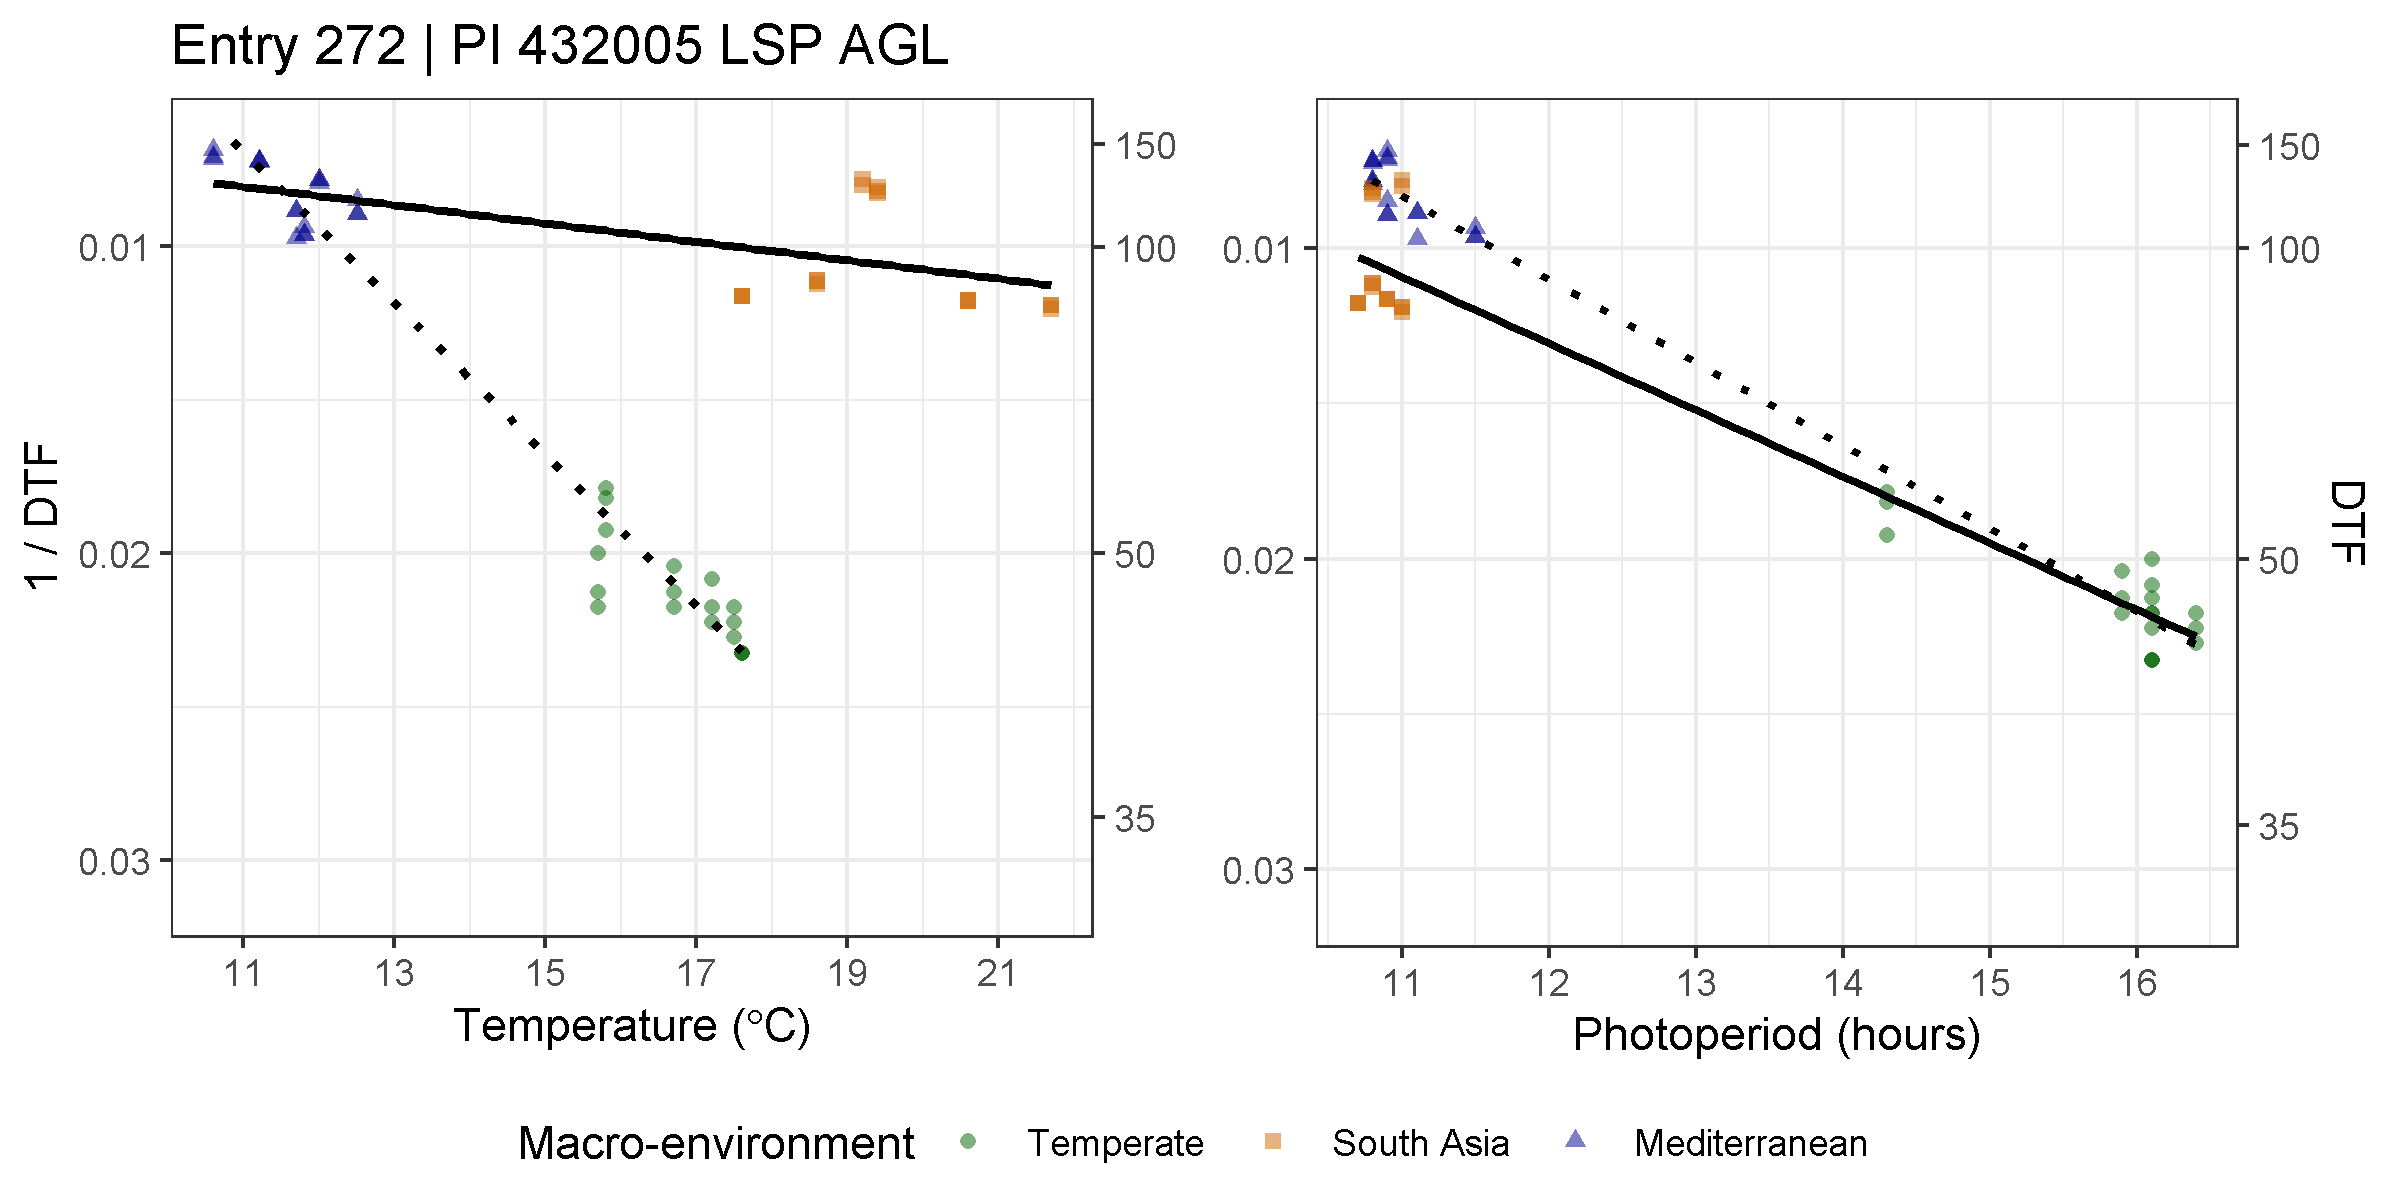 Entry 272 | PI 432005 LSP AGL
1 / DTF
0.01
0.02
0.03
150
100
50
35
11 13 15 17 19 21
Temperature (°C)
0.01
0.02
0.03
150
100
50
35
DTF
11 12 13 14 15 16
Photoperiod (hours)
Macro-environment Temperate South Asia Mediterranean